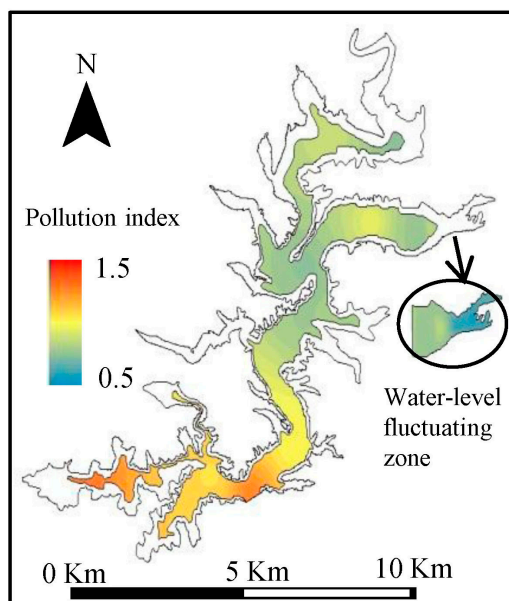 N
Pollution index
1.5
0.5
Water-level
fluctuating
zone
0 Km 5 Km 10 Km